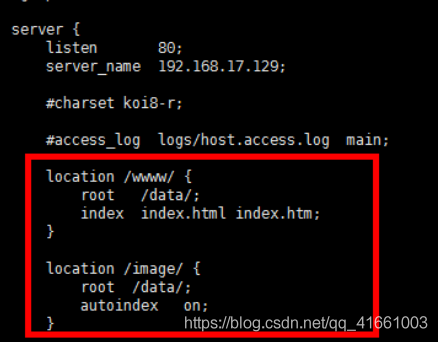 server {
listen 80;
server_name 192.168.17.129;
#charset koi8-r;
#access_log logs/host.access.log main;
location /wwww/ {
root /data/;
index index.html index.htm;
}
location /image/ {
root /data/;
autoindex on;
}
https://blog.csdn.net/qq_41661003